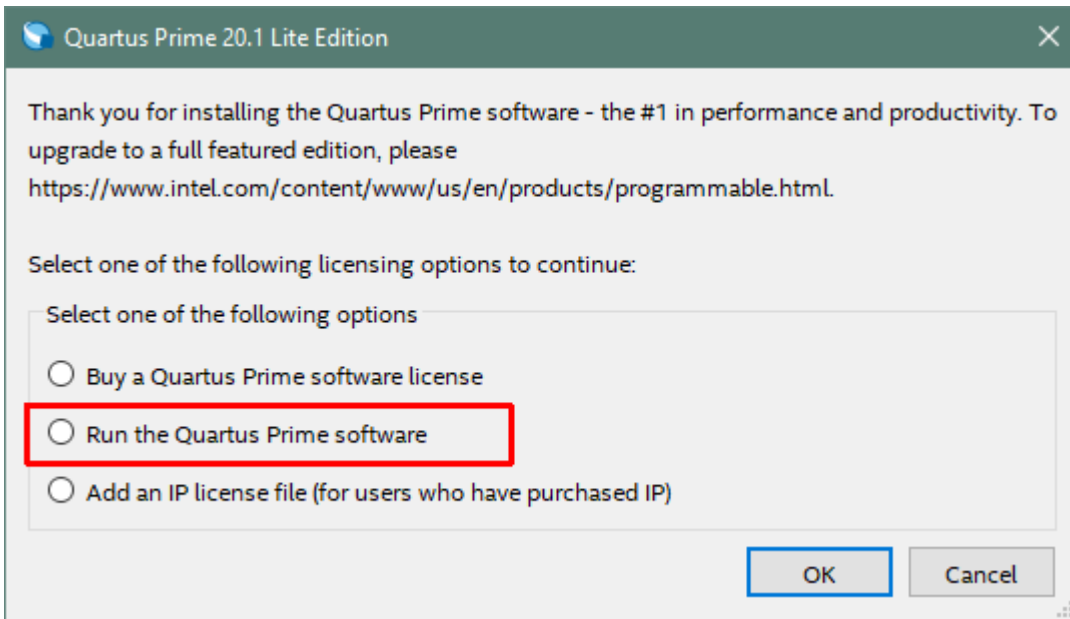 Quartus Prime 20.1 Lite Edition
Thank you for installing the Quartus Prime software - the #1 in performance and productivity. To
upgrade to a full featured edition, please
https://www.intel.com/content/www/us/en/products/programmable.html.
Select one of the following licensing options to continue:
Select one of the following options
Buy a Quartus Prime software license
Run the Quartus Prime software
Add an IP license file (for users who have purchased IP)
OK Cancel